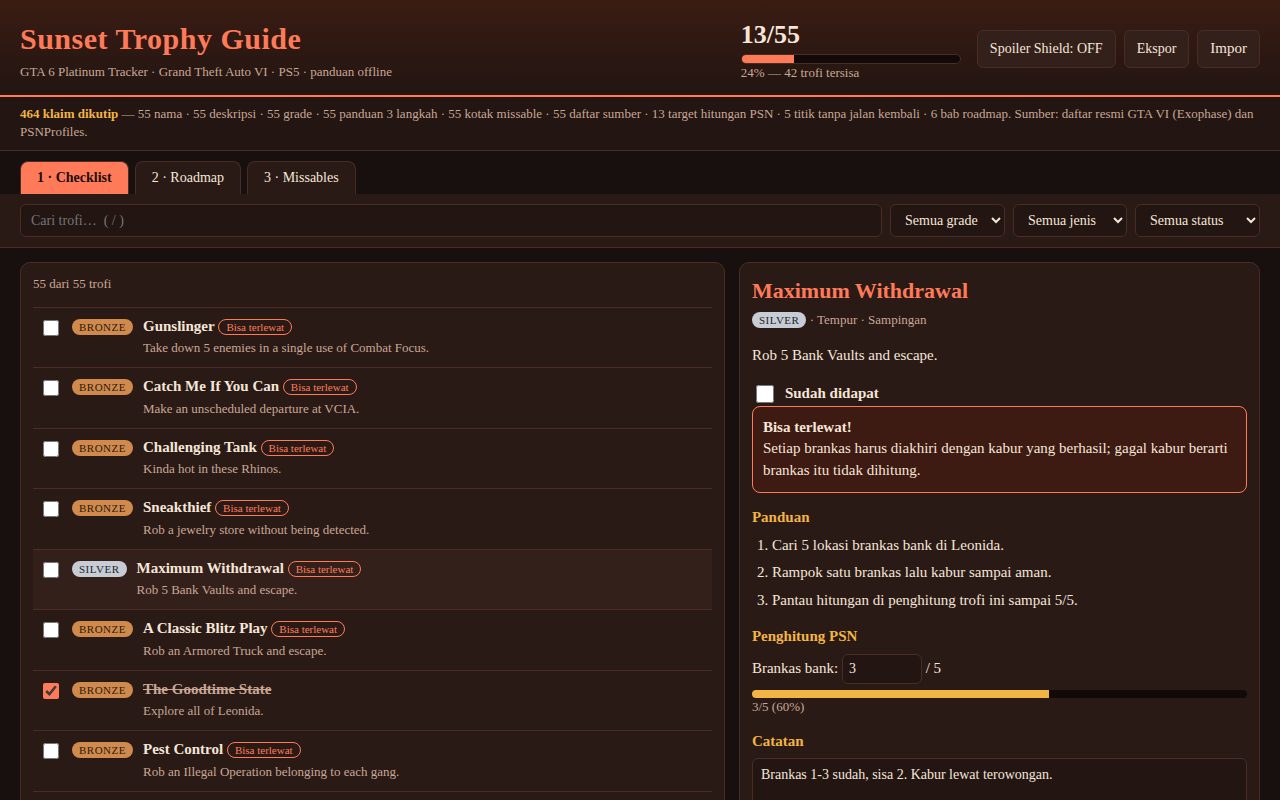 Sunset Trophy Guide
GTA 6 Platinum Tracker · Grand Theft Auto VI · PS5 · panduan offline
13/55
24% — 42 trofi tersisa
Spoiler Shield: OFF
Ekspor
Impor
464 klaim dikutip — 55 nama · 55 deskripsi · 55 grade · 55 panduan 3 langkah · 55 kotak missable · 55 daftar sumber · 13 target hitungan PSN · 5 titik tanpa jalan kembali · 6 bab roadmap. Sumber: daftar resmi GTA VI (Exophase) dan
PSNProfiles.
1 · Checklist
2 · Roadmap
3 · Missables
Cari trofi… ( / )
Semua grade
Semua jenis
Semua status
55 dari 55 trofi
BRONZE Gunslinger Bisa terlewat
Take down 5 enemies in a single use of Combat Focus.
BRONZE Catch Me If You Can Bisa terlewat
Make an unscheduled departure at VCIA.
BRONZE Challenging Tank Bisa terlewat
Kinda hot in these Rhinos.
BRONZE Sneakthief Bisa terlewat
Rob a jewelry store without being detected.
SILVER Maximum Withdrawal Bisa terlewat
Rob 5 Bank Vaults and escape.
BRONZE A Classic Blitz Play Bisa terlewat
Rob an Armored Truck and escape.
BRONZE The Goodtime State
Explore all of Leonida.
BRONZE Pest Control Bisa terlewat
Rob an Illegal Operation belonging to each gang.
Maximum Withdrawal
SILVER · Tempur · Sampingan
Rob 5 Bank Vaults and escape.
Sudah didapat
Bisa terlewat!
Setiap brankas harus diakhiri dengan kabur yang berhasil; gagal kabur berarti
brankas itu tidak dihitung.
Panduan
1. Cari 5 lokasi brankas bank di Leonida.
2. Rampok satu brankas lalu kabur sampai aman.
3. Pantau hitungan di penghitung trofi ini sampai 5/5.
Penghitung PSN
Brankas bank: 3 / 5
3/5 (60%)
Catatan
Brankas 1-3 sudah, sisa 2. Kabur lewat terowongan.